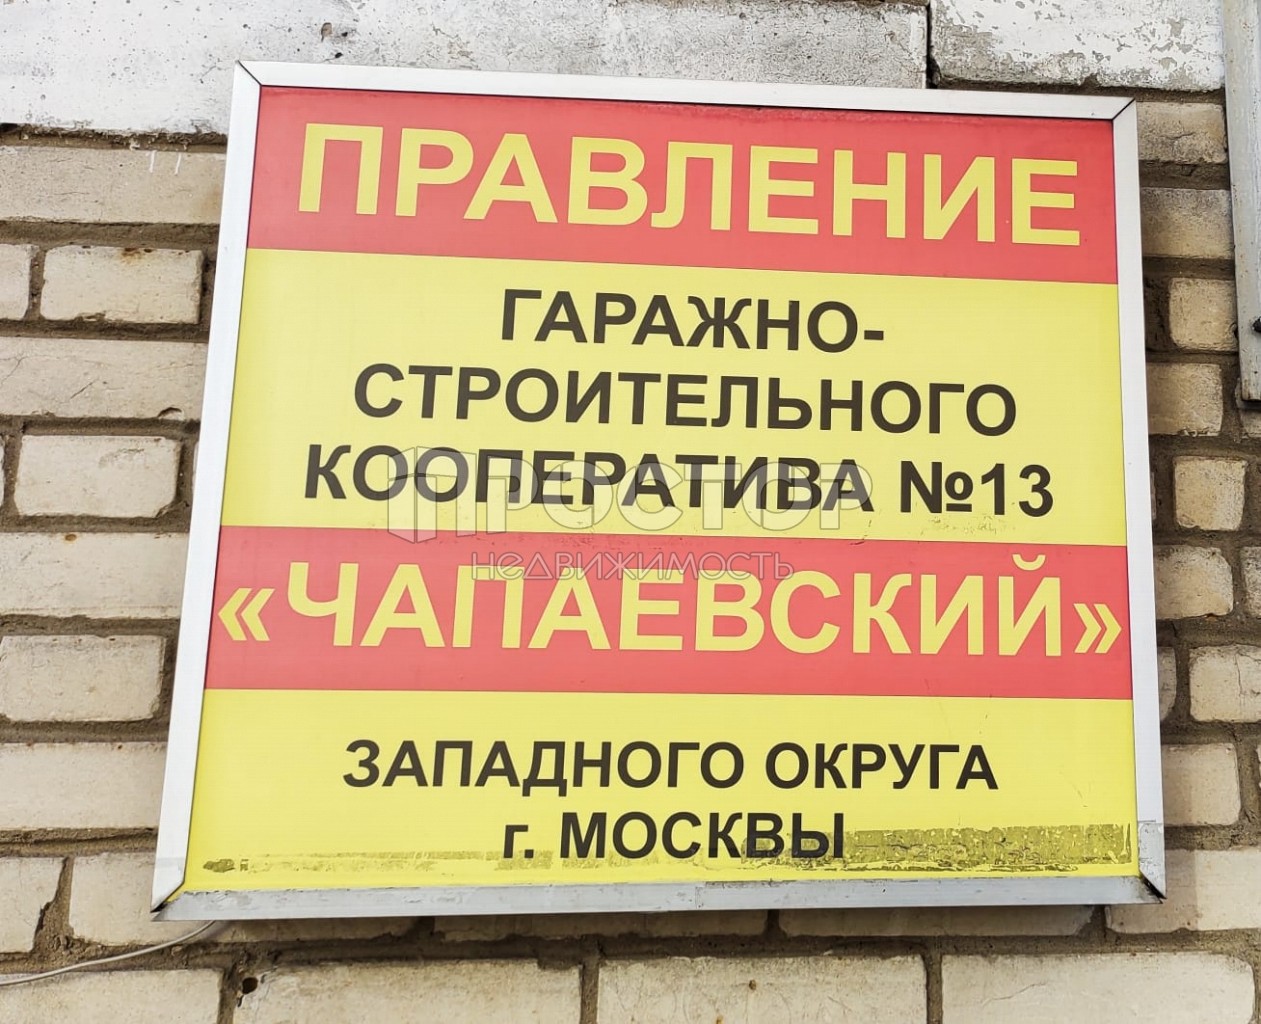 ПРАВЛЕНИЕ
ГАРАЖНО-
СТРОИТЕЛЬНОГО
КООПЕРАТИВА №13
ПРОСТОР
НЕДВИЖИМОСТЬ
«ЧАПАЕВСКИЙ»
ЗАПАДНОГО ОКРУГА
г. МОСКВЫ